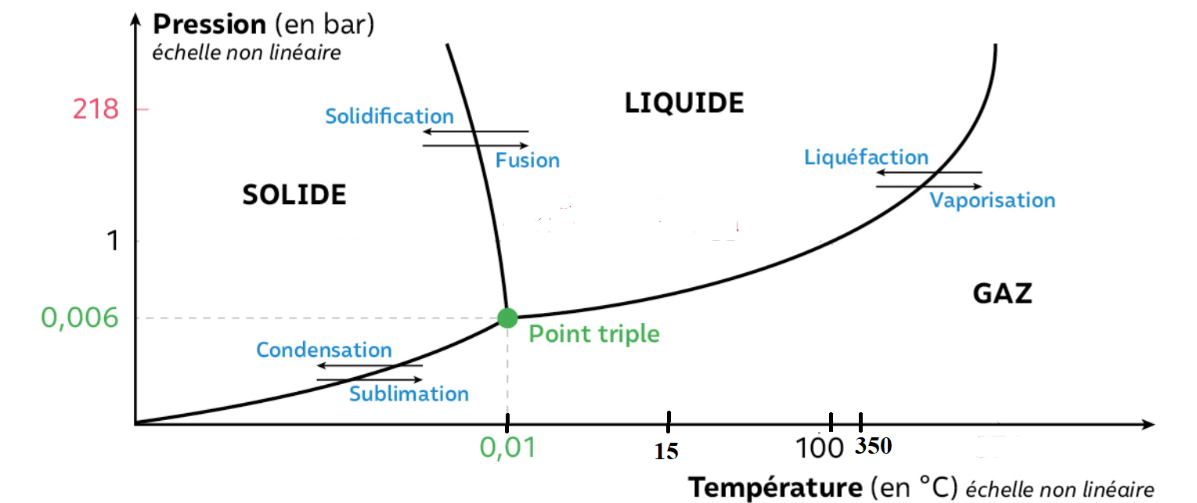 Pression (en bar)
échelle non linéaire
218
Solidification
LIQUIDE
Fusion
Liquéfaction
SOLIDE
Vaporisation
1
GAZ
0,006
Point triple
Condensation
Sublimation
0,01
15
100
350
Température (en °C) échelle non linéaire